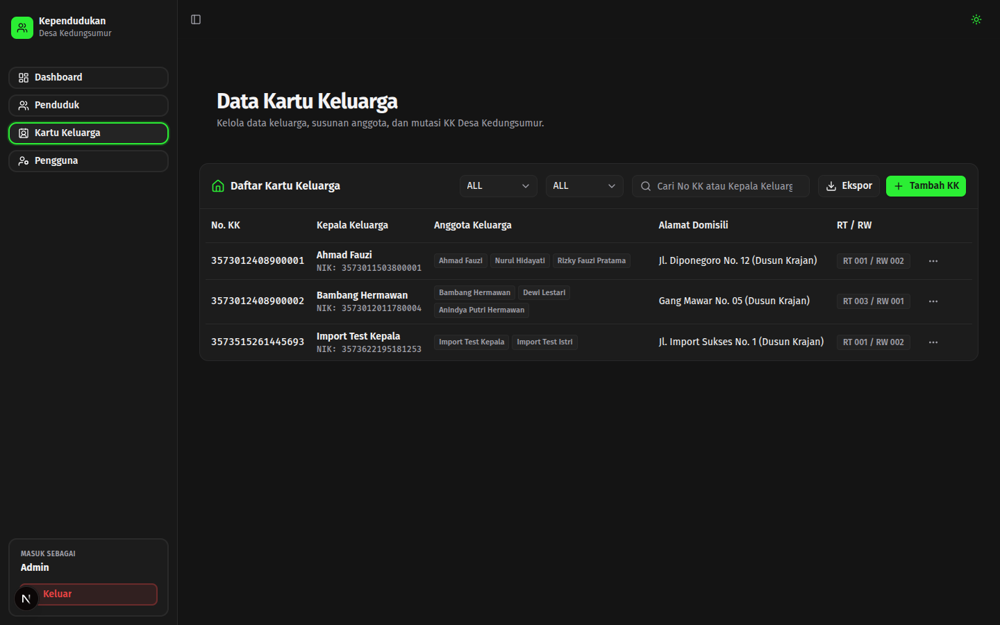 Kependudukan
Desa Kedungsumur
Dashboard
Penduduk
Kartu Keluarga
Pengguna
MASUK SEBAGAI
Admin
Keluar
Data Kartu Keluarga
Kelola data keluarga, susunan anggota, dan mutasi KK Desa Kedungsumur.
Daftar Kartu Keluarga
ALL
ALL
Cari No KK atau Kepala Keluarg
Ekspor
Tambah KK
No. KK Kepala Keluarga Anggota Keluarga Alamat Domisili RT / RW
3573012408900001
Ahmad Fauzi
NIK: 3573011503800001
Ahmad Fauzi Nurul Hidayati Rizky Fauzi Pratama
Jl. Diponegoro No. 12 (Dusun Krajan)
RT 001 / RW 002
3573012408900002
Bambang Hermawan
NIK: 3573012011780004
Bambang Hermawan Dewi Lestari
Anindya Putri Hermawan
Gang Mawar No. 05 (Dusun Krajan)
RT 003 / RW 001
3573515261445693
Import Test Kepala
NIK: 3573622195181253
Import Test Kepala Import Test Istri
Jl. Import Sukses No. 1 (Dusun Krajan)
RT 001 / RW 002